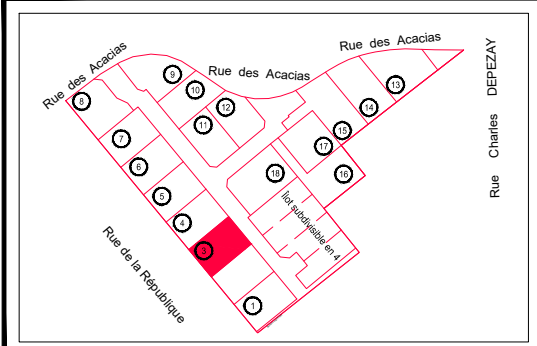 Rue des Acacias
Rue des Acacias
Rue des Acacias
Rue Charles DEPEZAY
Rue de la République
Îlot subdivisible en 4
8
9
10
12
11
7
6
5
4
3
1
13
14
15
17
16
18